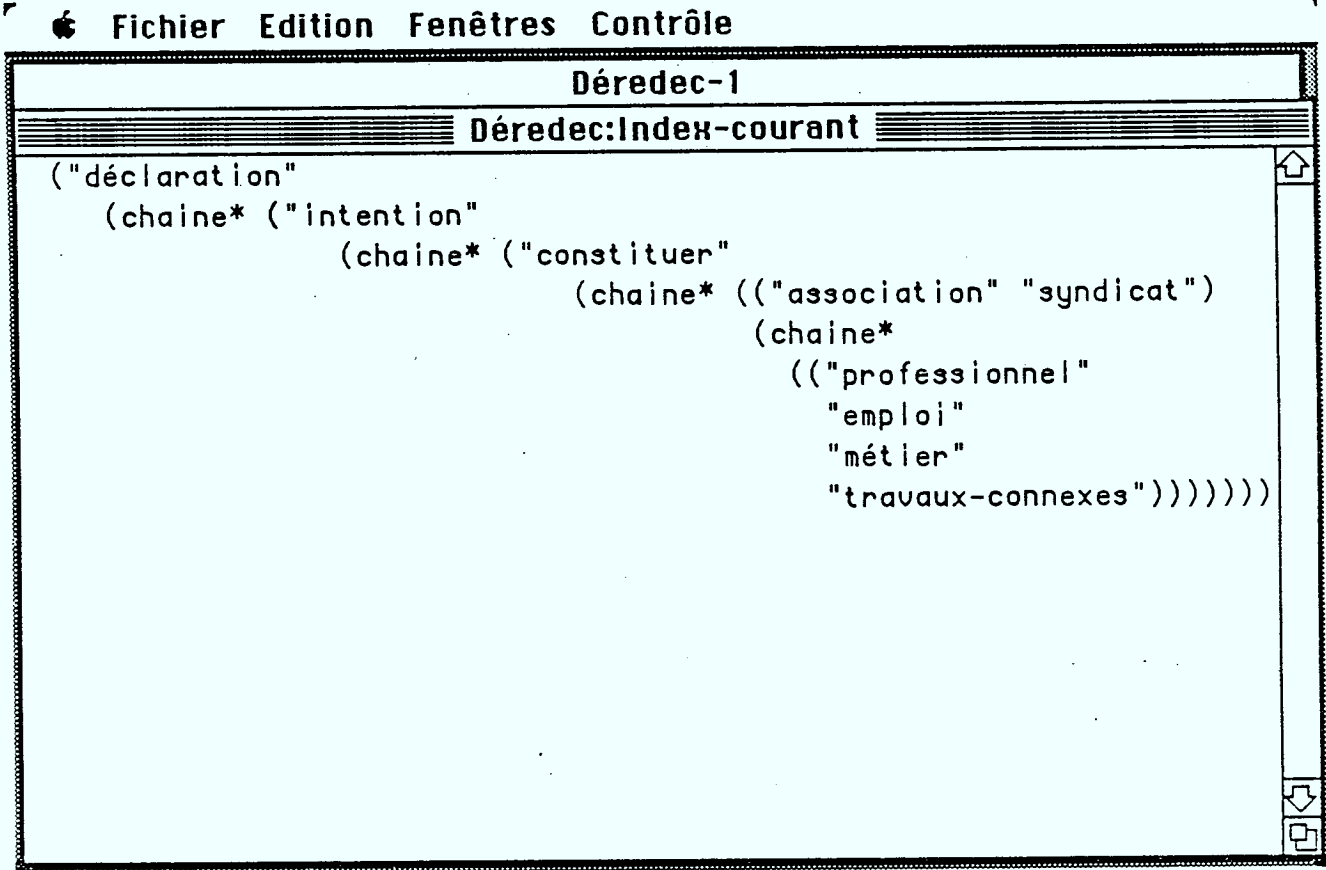 Fichier Edition Fenêtres Contrôle
Déredec-1
Déredec:Index-courant
("déclaration"
(chaine* ("intention"
(chaine* ("constituer"
(chaine* (("association" "syndicat")
(chaine*
(("professionnel"
"emploi"
"métier"
"travaux-connexes")))))))